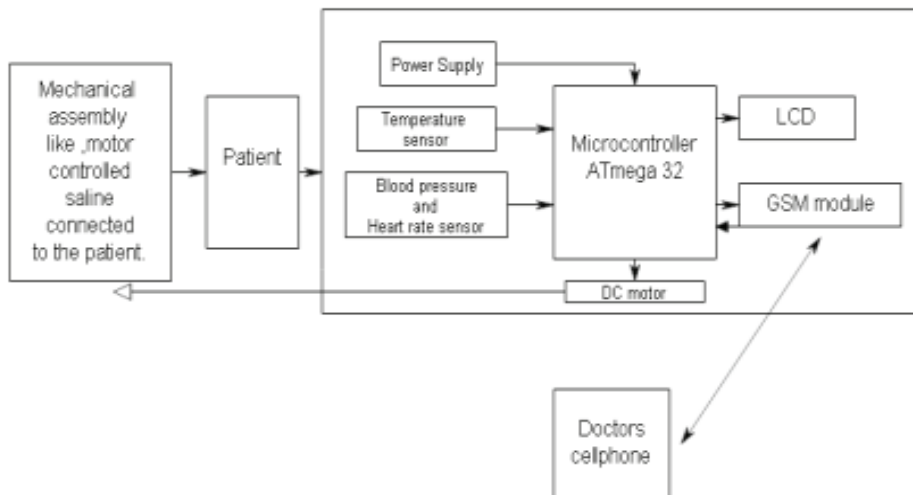 Mechanical
assembly
like ,motor
controlled
saline
connected
to the patient.
Patient
Power Supply
Temperature
sensor
Blood pressure
and
Heart rate sensor
Microcontroller
ATmega 32
LCD
GSM module
DC motor
Doctors
cellphone